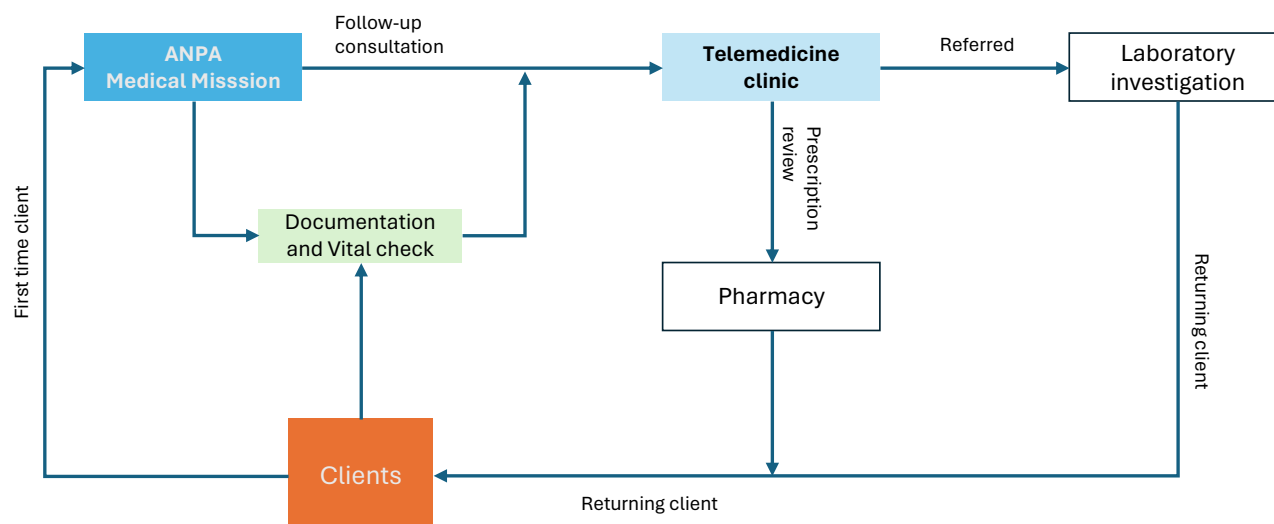 Follow-up
consultation
ANPA
Medical Misssion
Telemedicine
clinic
Referred
Laboratory
investigation
Prescription
review
First time client
Documentation
and Vital check
Pharmacy
Returning client
Clients
Returning client